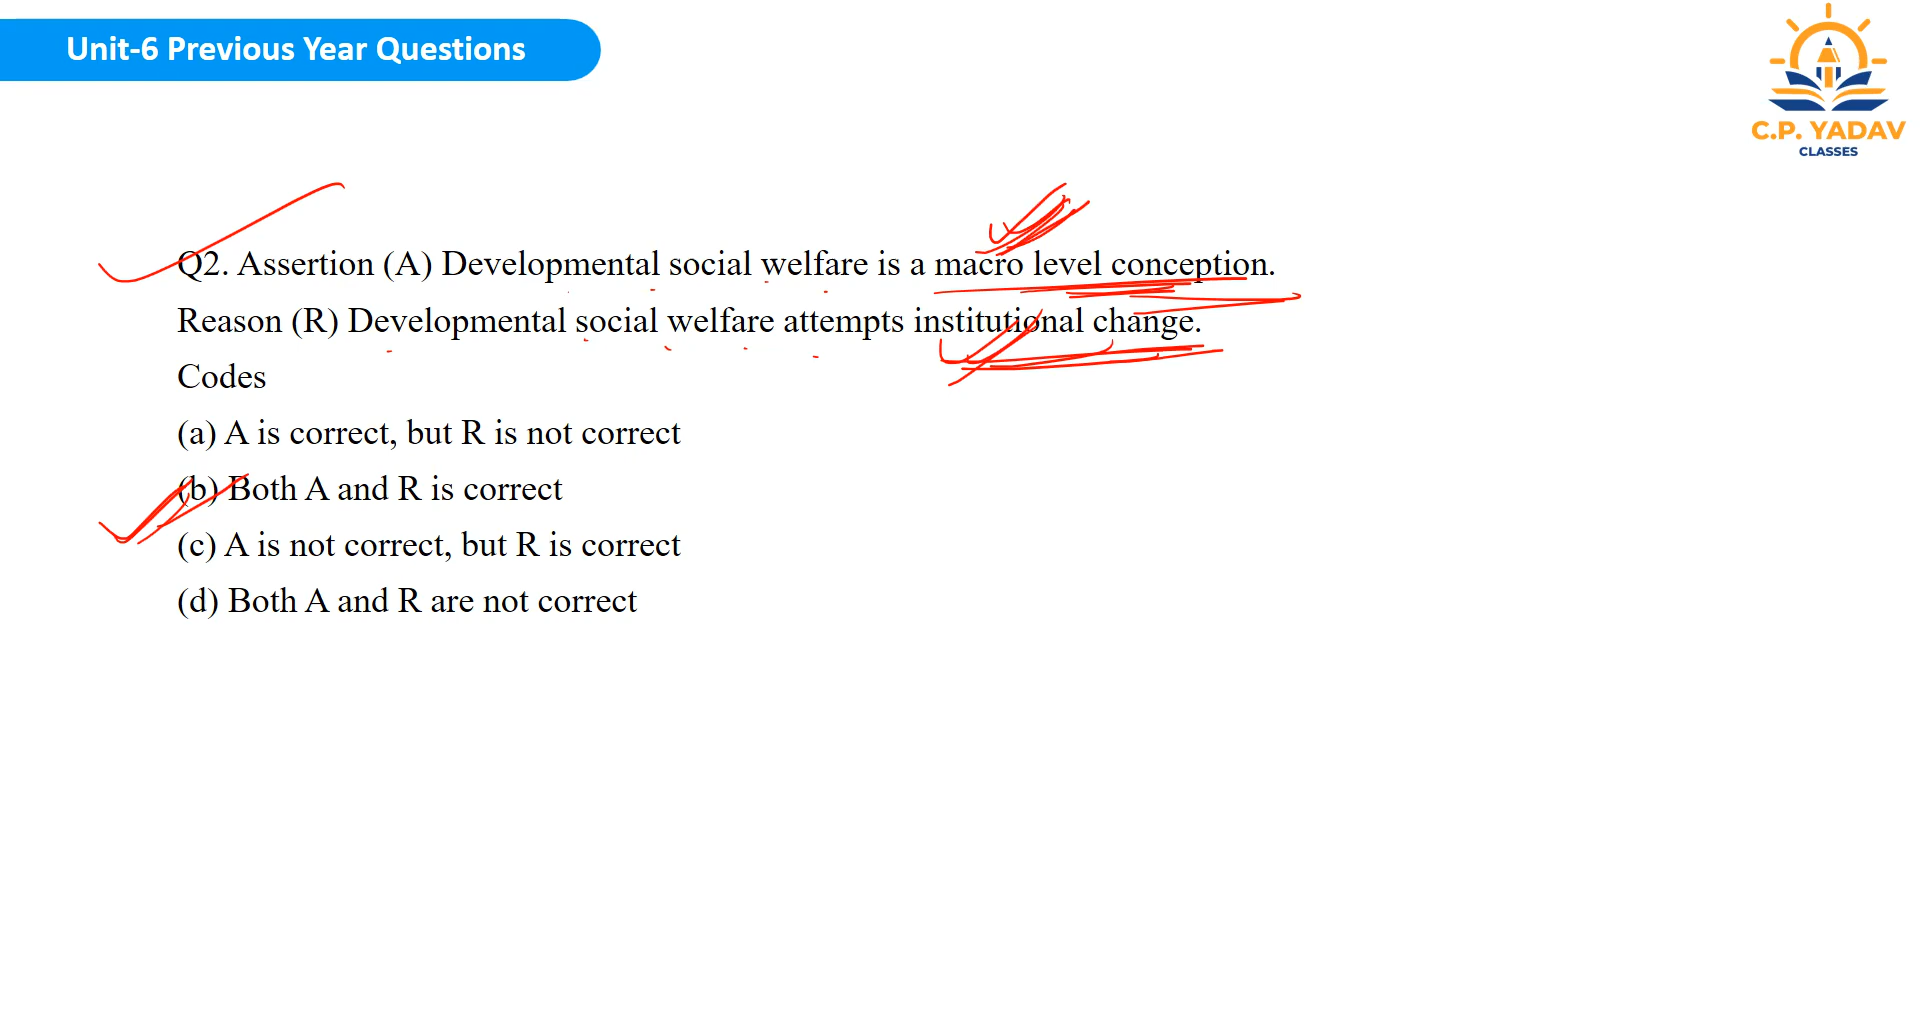 Unit-6 Previous Year Questions
C.P. YADAV
CLASSES
Q2. Assertion (A) Developmental social welfare is a macro level conception.
Reason (R) Developmental social welfare attempts institutional change.
Codes
(a) A is correct, but R is not correct
(b) Both A and R is correct
(c) A is not correct, but R is correct
(d) Both A and R are not correct